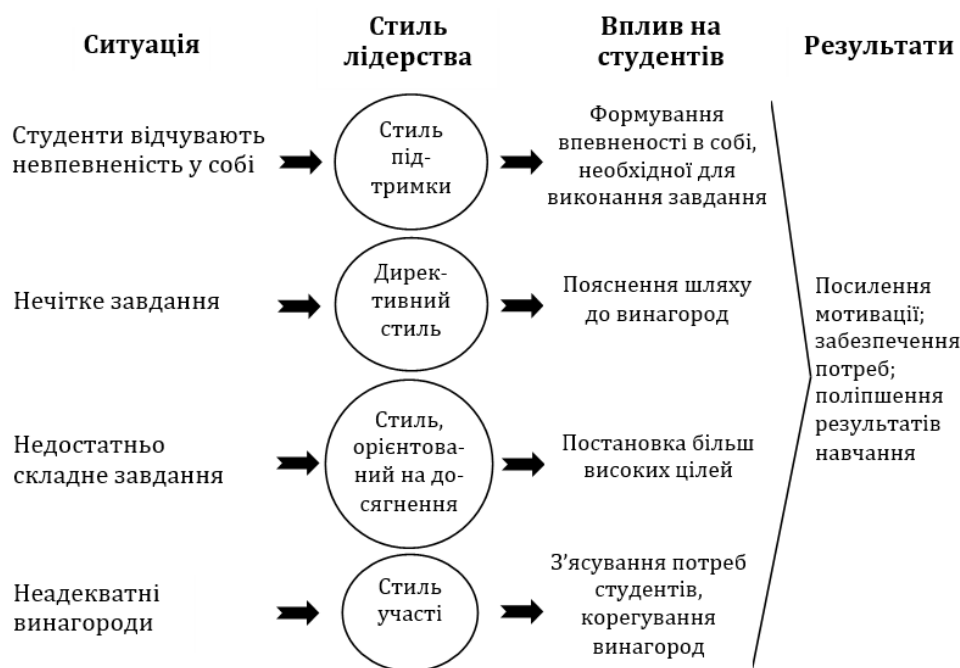 Ситуація
Стиль
лідерства
Вплив на
студентів
Результати
Студенти відчувають
невпевненість у собі
Стиль
під-
тримки
Формування
впевненості в собі,
необхідної для
виконання завдання
Нечітке завдання
Дирек-
тивний
стиль
Пояснення шляху
до винагород
Недостатньо
складне завдання
Стиль,
орієнтова-
ний на до-
сягнення
Постановка більш
високих цілей
Неадекватні
винагороди
Стиль
участі
З’ясування потреб
студентів,
корегування
винагород
Посилення
мотивації;
забезпечення
потреб;
поліпшення
результатів
навчання